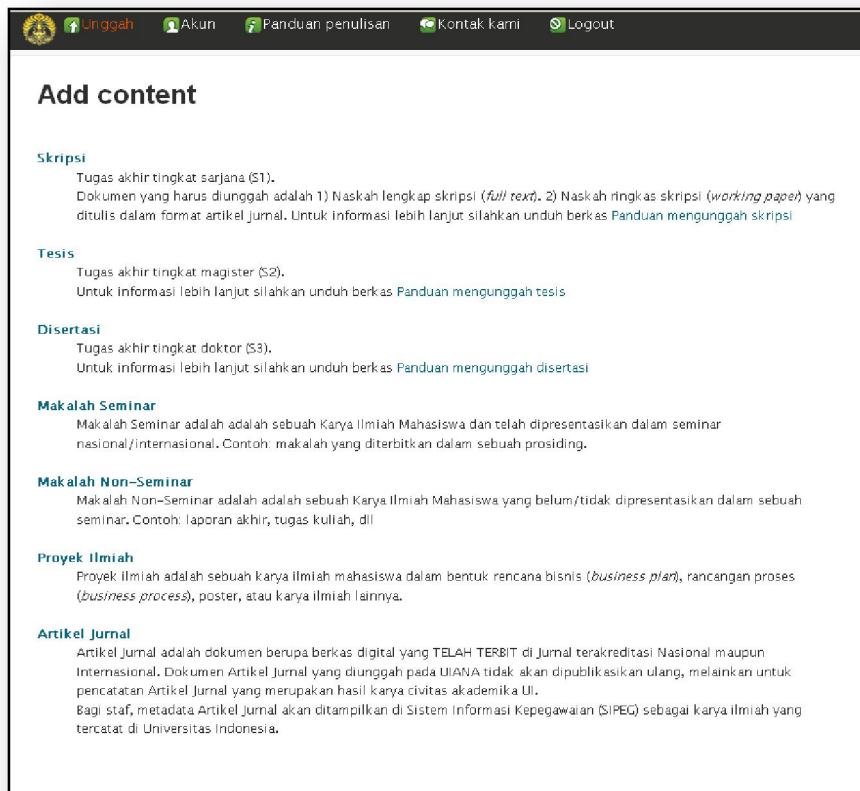 Unggah Akun Panduan penulisan Kontak kami Logout
Add content
Skripsi
Tugas akhir tingkat sarjana (S1).
Dokumen yang harus diunggah adalah 1) Naskah lengkap skripsi (full text). 2) Naskah ringkas skripsi (working paper) yang
ditulis dalam format artikel jurnal. Untuk informasi lebih lanjut silahkan unduh berkas Panduan mengunggah skripsi
Tesis
Tugas akhir tingkat magister (S2).
Untuk informasi lebih lanjut silahkan unduh berkas Panduan mengunggah tesis
Disertasi
Tugas akhir tingkat doktor (S3).
Untuk informasi lebih lanjut silahkan unduh berkas Panduan mengunggah disertasi
Makalah Seminar
Makalah Seminar adalah adalah sebuah Karya Ilmiah Mahasiswa dan telah dipresentasikan dalam seminar
nasional/internasional. Contoh: makalah yang diterbitkan dalam sebuah prosiding.
Makalah Non-Seminar
Makalah Non-Seminar adalah adalah sebuah Karya Ilmiah Mahasiswa yang belum/tidak dipresentasikan dalam sebuah
seminar. Contoh: laporan akhir, tugas kuliah, dll
Proyek Ilmiah
Proyek ilmiah adalah sebuah karya ilmiah mahasiswa dalam bentuk rencana bisnis (business plan), rancangan proses
(business process), poster, atau karya ilmiah lainnya.
Artikel Jurnal
Artikel Jurnal adalah dokumen berupa berkas digital yang TELAH TERBIT di Jurnal terakreditasi Nasional maupun
Internasional. Dokumen Artikel Jurnal yang diunggah pada UIANA tidak akan dipublikasikan ulang, melainkan untuk
pencatatan Artikel Jurnal yang merupakan hasil karya civitas akademika UI.
Bagi staf, metadata Artikel Jurnal akan ditampilkan di Sistem Informasi Kepegawaian (SIPEG) sebagai karya ilmiah yang
tercatat di Universitas Indonesia.